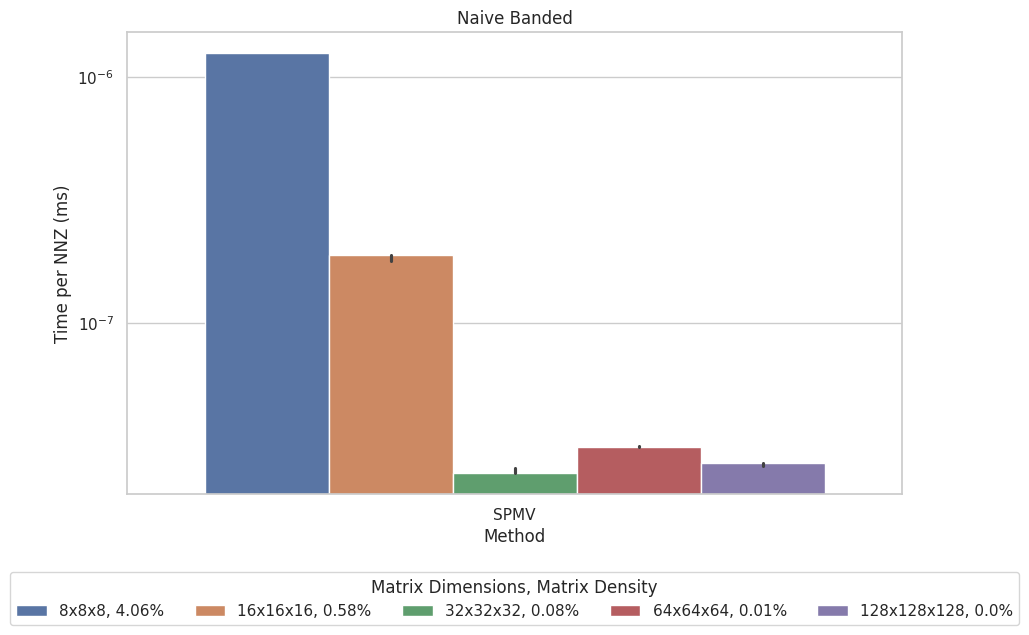 Naive Banded
Time per NNZ (ms)
10⁻⁶
10⁻⁷
SPMV
Method
Matrix Dimensions, Matrix Density
8x8x8, 4.06% 16x16x16, 0.58% 32x32x32, 0.08% 64x64x64, 0.01% 128x128x128, 0.0%